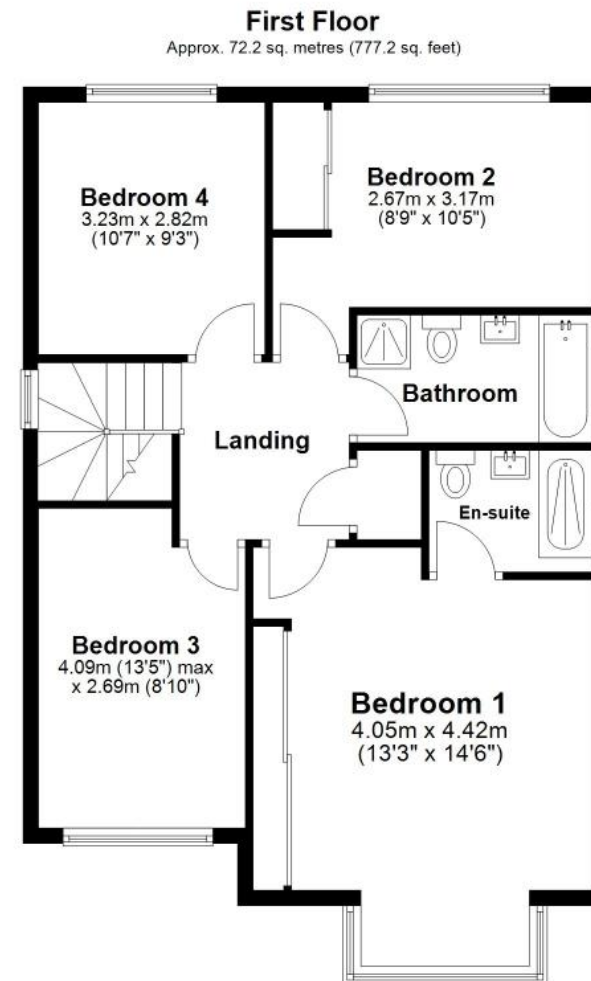 First Floor
Approx. 72.2 sq. metres (777.2 sq. feet)
Bedroom 4
3.23m x 2.82m
(10'7" x 9'3")
Bedroom 2
2.67m x 3.17m
(8'9" x 10'5")
Bathroom
Landing
En-suite
Bedroom 3
4.09m (13'5") max
x 2.69m (8'10")
Bedroom 1
4.05m x 4.42m
(13'3" x 14'6")